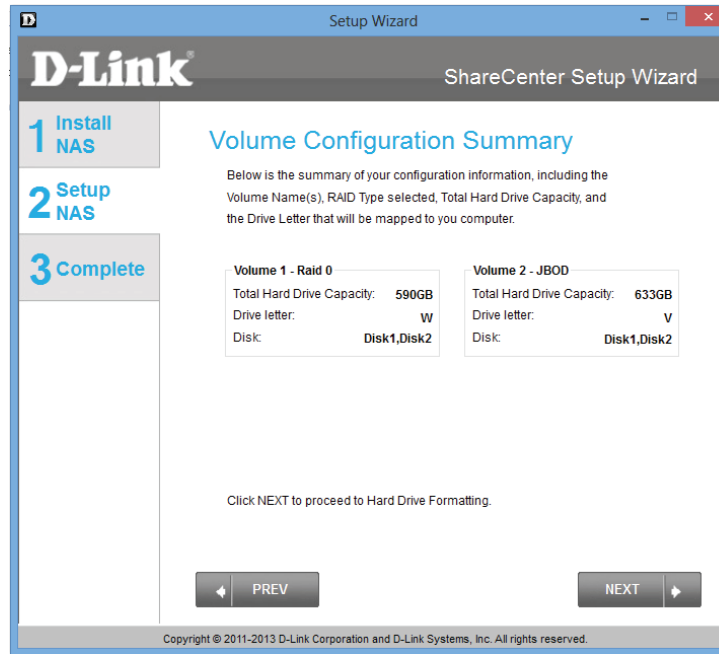 Setup Wizard
D-Link
ShareCenter Setup Wizard
1 Install
NAS
2 Setup
NAS
3 Complete
Volume Configuration Summary
Below is the summary of your configuration information, including the
Volume Name(s), RAID Type selected, Total Hard Drive Capacity, and
the Drive Letter that will be mapped to you computer.
Volume 1 - Raid 0
Total Hard Drive Capacity: 590GB
Drive letter: W
Disk: Disk1,Disk2
Volume 2 - JBOD
Total Hard Drive Capacity: 633GB
Drive letter: V
Disk: Disk1,Disk2
Click NEXT to proceed to Hard Drive Formatting.
PREV
NEXT
Copyright © 2011-2013 D-Link Corporation and D-Link Systems, Inc. All rights reserved.